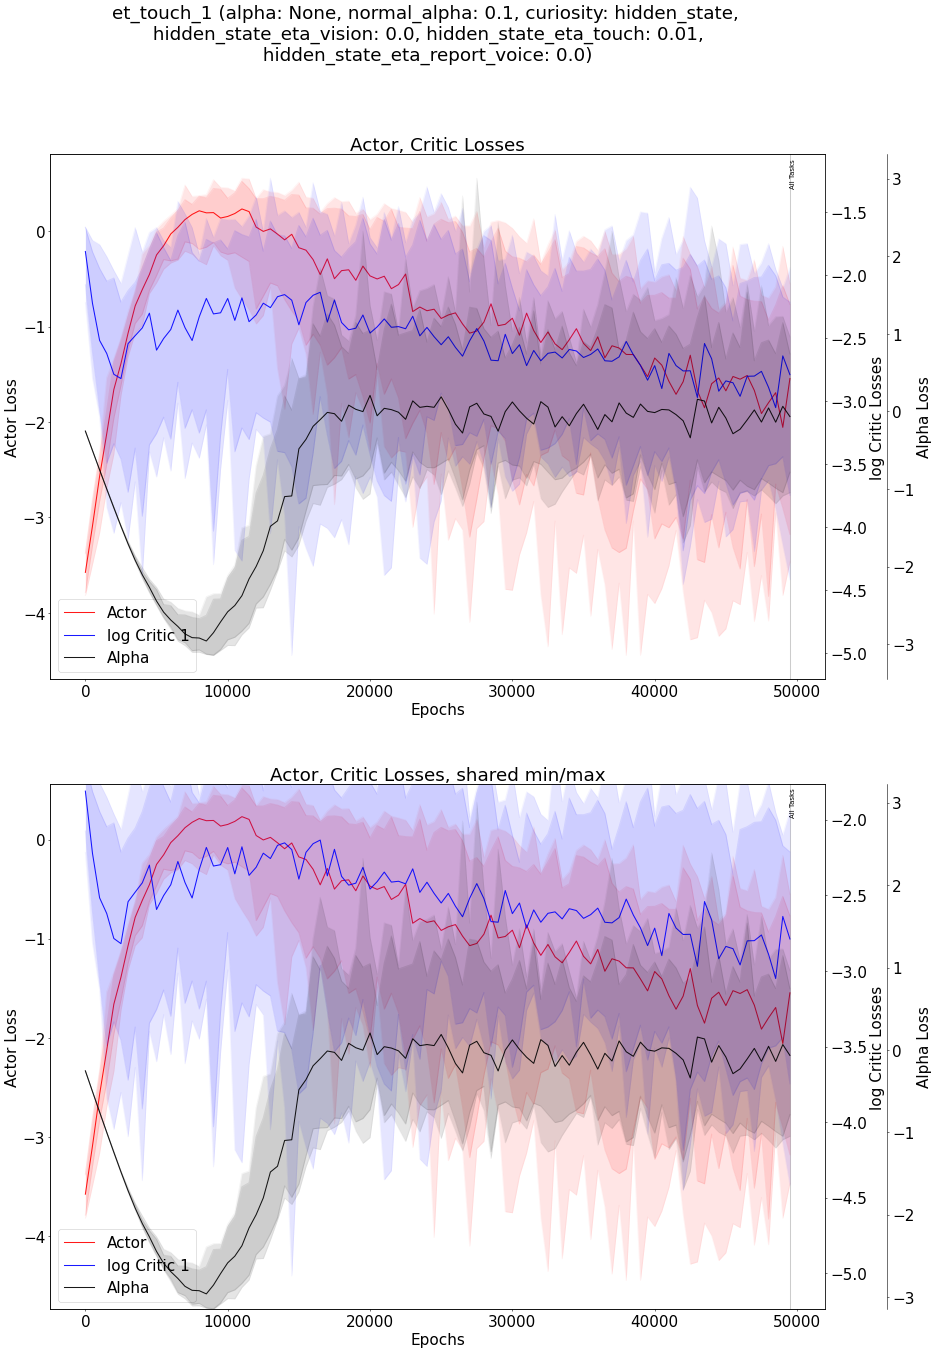 et_touch_1 (alpha: None, normal_alpha: 0.1, curiosity: hidden_state,
hidden_state_eta_vision: 0.0, hidden_state_eta_touch: 0.01,
hidden_state_eta_report_voice: 0.0)
Actor, Critic Losses
All Tasks
0
−1
−2
−3
−4
Actor Loss
−1.5
−2.0
−2.5
−3.0
−3.5
−4.0
−4.5
−5.0
log Critic Losses
3
2
1
0
−1
−2
−3
Alpha Loss
Actor
log Critic 1
Alpha
0 10000 20000 30000 40000 50000
Epochs
Actor, Critic Losses, shared min/max
All Tasks
0
−1
−2
−3
−4
Actor Loss
−2.0
−2.5
−3.0
−3.5
−4.0
−4.5
−5.0
log Critic Losses
3
2
1
0
−1
−2
−3
Alpha Loss
Actor
log Critic 1
Alpha
0 10000 20000 30000 40000 50000
Epochs